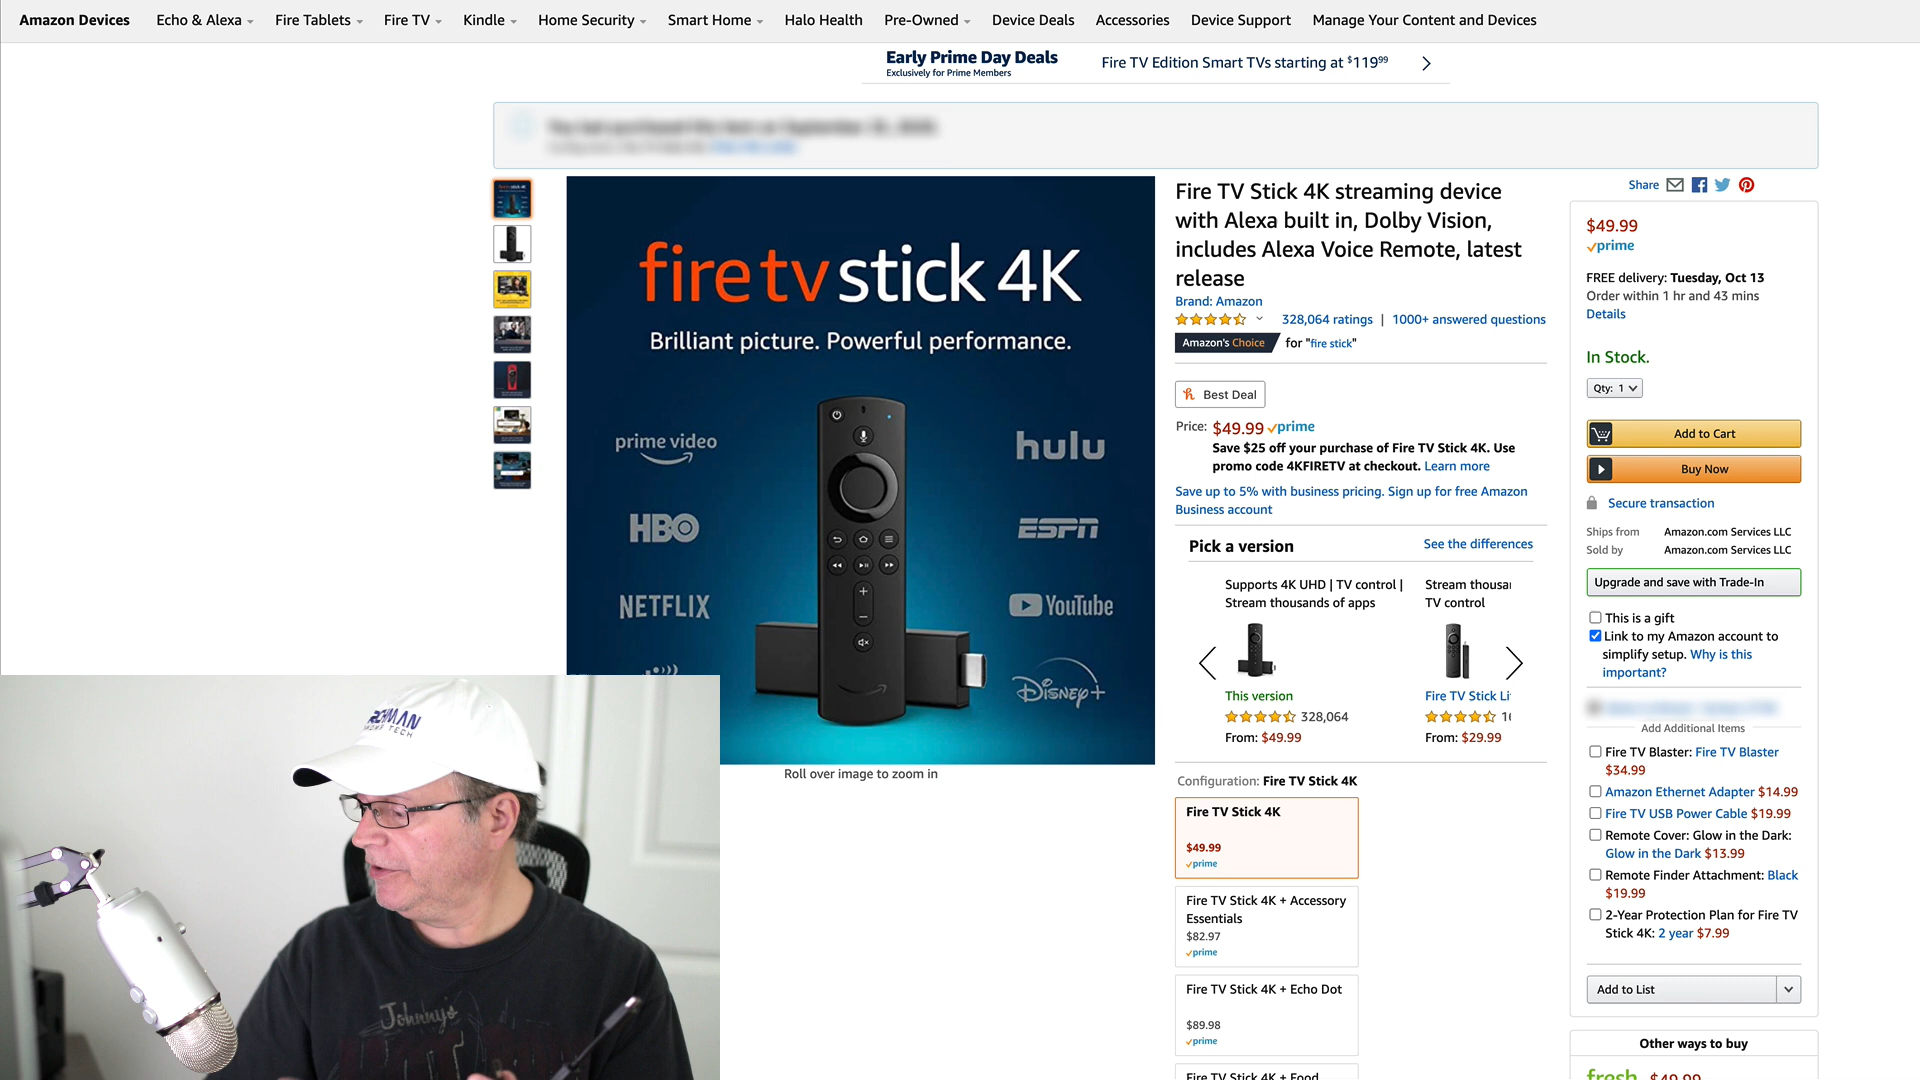 Amazon Devices Echo & Alexa Fire Tablets Fire TV Kindle Home Security Smart Home Halo Health Pre-Owned Device Deals Accessories Device Support Manage Your Content and Devices
Early Prime Day Deals
Exclusively for Prime Members
Fire TV Edition Smart TVs starting at $119⁹⁹
fire tv stick 4K
Brilliant picture. Powerful performance.
prime video
hulu
HBO
ESPN
NETFLIX
YouTube
Disney+
Roll over image to zoom in
Fire TV Stick 4K streaming device
with Alexa built in, Dolby Vision,
includes Alexa Voice Remote, latest
release
Brand: Amazon
328,064 ratings | 1000+ answered questions
Amazon's Choice for "fire stick"
Best Deal
Price: $49.99 prime
Save $25 off your purchase of Fire TV Stick 4K. Use
promo code 4KFIRETV at checkout. Learn more
Save up to 5% with business pricing. Sign up for free Amazon
Business account
Pick a version See the differences
Supports 4K UHD | TV control |
Stream thousands of apps
This version
328,064
From: $49.99
Stream thousa
TV control
Fire TV Stick Li
From: $29.99
Configuration: Fire TV Stick 4K
Fire TV Stick 4K
$49.99
prime
Fire TV Stick 4K + Accessory
Essentials
$82.97
prime
Fire TV Stick 4K + Echo Dot
$89.98
prime
Fire TV Stick 4K + Food
Share
$49.99
prime
FREE delivery: Tuesday, Oct 13
Order within 1 hr and 43 mins
Details
In Stock.
Qty: 1
Add to Cart
Buy Now
Secure transaction
Ships from Amazon.com Services LLC
Sold by Amazon.com Services LLC
Upgrade and save with Trade-In
This is a gift
Link to my Amazon account to
simplify setup. Why is this
important?
Add Additional Items
Fire TV Blaster: Fire TV Blaster
$34.99
Amazon Ethernet Adapter $14.99
Fire TV USB Power Cable $19.99
Remote Cover: Glow in the Dark:
Glow in the Dark $13.99
Remote Finder Attachment: Black
$19.99
2-Year Protection Plan for Fire TV
Stick 4K: 2 year $7.99
Add to List
Other ways to buy
fresh $49.99
TECH
Johnny's